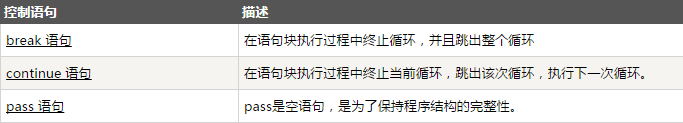 控制语句 描述
break 语句 在语句块执行过程中终止循环，并且跳出整个循环
continue 语句 在语句块执行过程中终止当前循环，跳出该次循环，执行下一次循环。
pass 语句 pass是空语句，是为了保持程序结构的完整性。